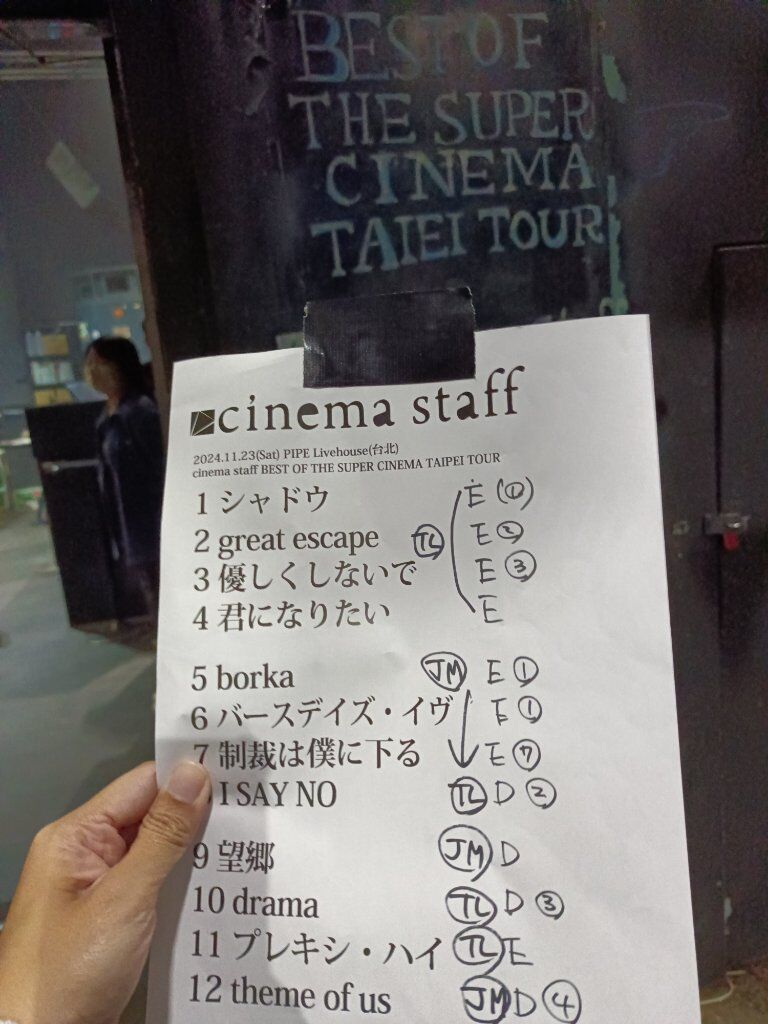 BEST OF
THE SUPER
CINEMA
TAIEI TOUR
cinema staff
2024.11.23(Sat) PIPE Livehouse(台北)
cinema staff BEST OF THE SUPER CINEMA TAIPEI TOUR
1 シャドウ E (①)
2 great escape TL E ②
3 優しくしないで E ③
4 君になりたい E
5 borka JM E ①
6 バースデイズ・イヴ E ①
7 制裁は僕に下る E ⑦
I SAY NO TL D ②
9 望郷 JM D
10 drama TL D ③
11 プレキシ・ハイ TL E
12 theme of us JM D ④